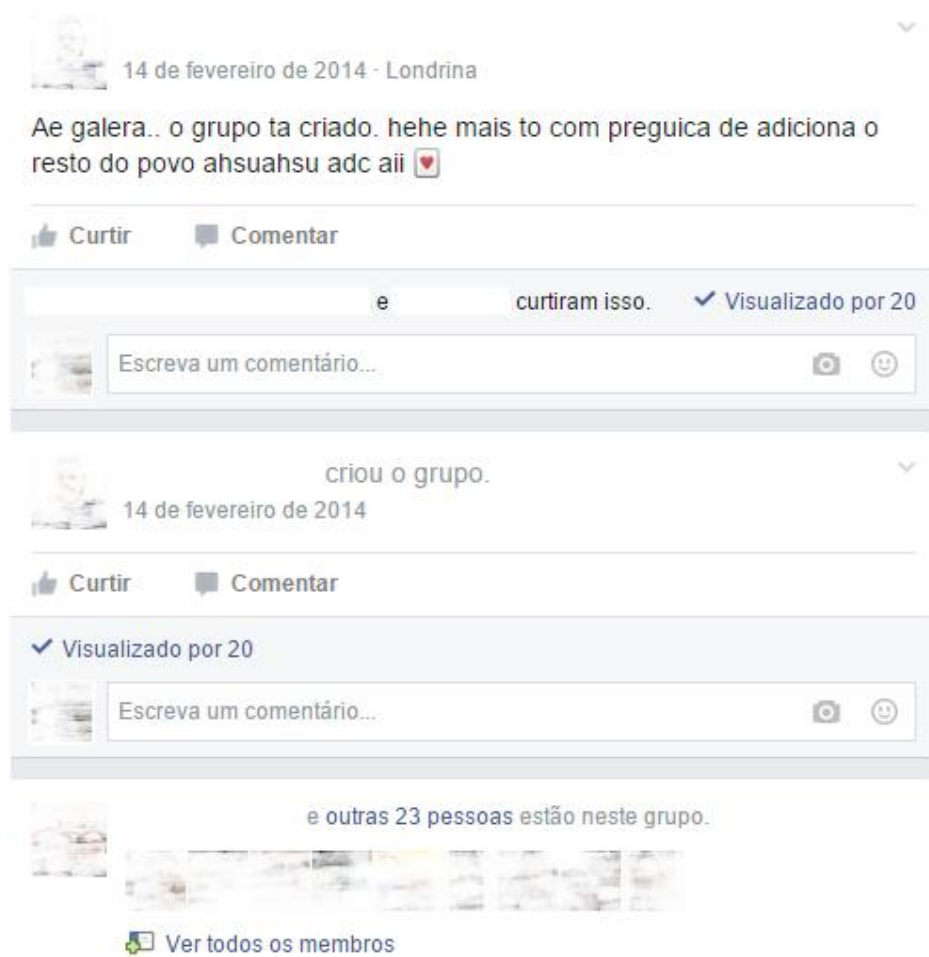 14 de fevereiro de 2014 · Londrina
Ae galera.. o grupo ta criado. hehe mais to com preguica de adiciona o
resto do povo ahsuahsu adc aii
Curtir Comentar
e curtiram isso. Visualizado por 20
Escreva um comentário...
criou o grupo.
14 de fevereiro de 2014
Curtir Comentar
Visualizado por 20
Escreva um comentário...
e outras 23 pessoas estão neste grupo.
Ver todos os membros